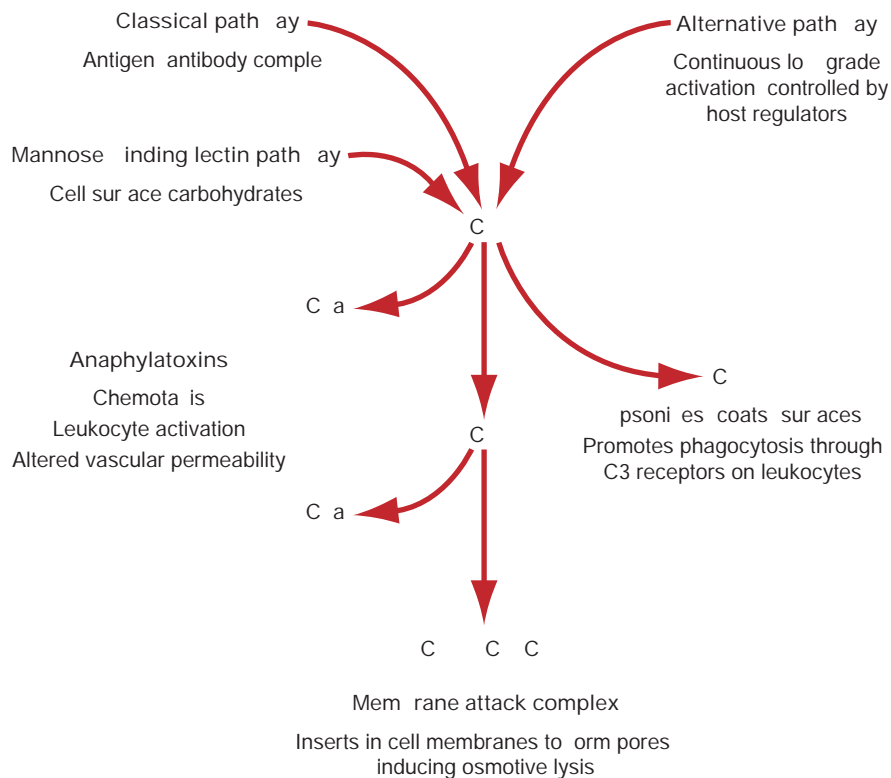 Classical path ay
Antigen antibody comple
Alternative path ay
Continuous lo grade
activation controlled by
host regulators
Mannose inding lectin path ay
Cell sur ace carbohydrates
C
C a
Anaphylatoxins
Chemota is
Leukocyte activation
Altered vascular permeability
C
psoni es coats sur aces
Promotes phagocytosis through
C3 receptors on leukocytes
C
C a
C C C
Mem rane attack complex
Inserts in cell membranes to orm pores
inducing osmotive lysis